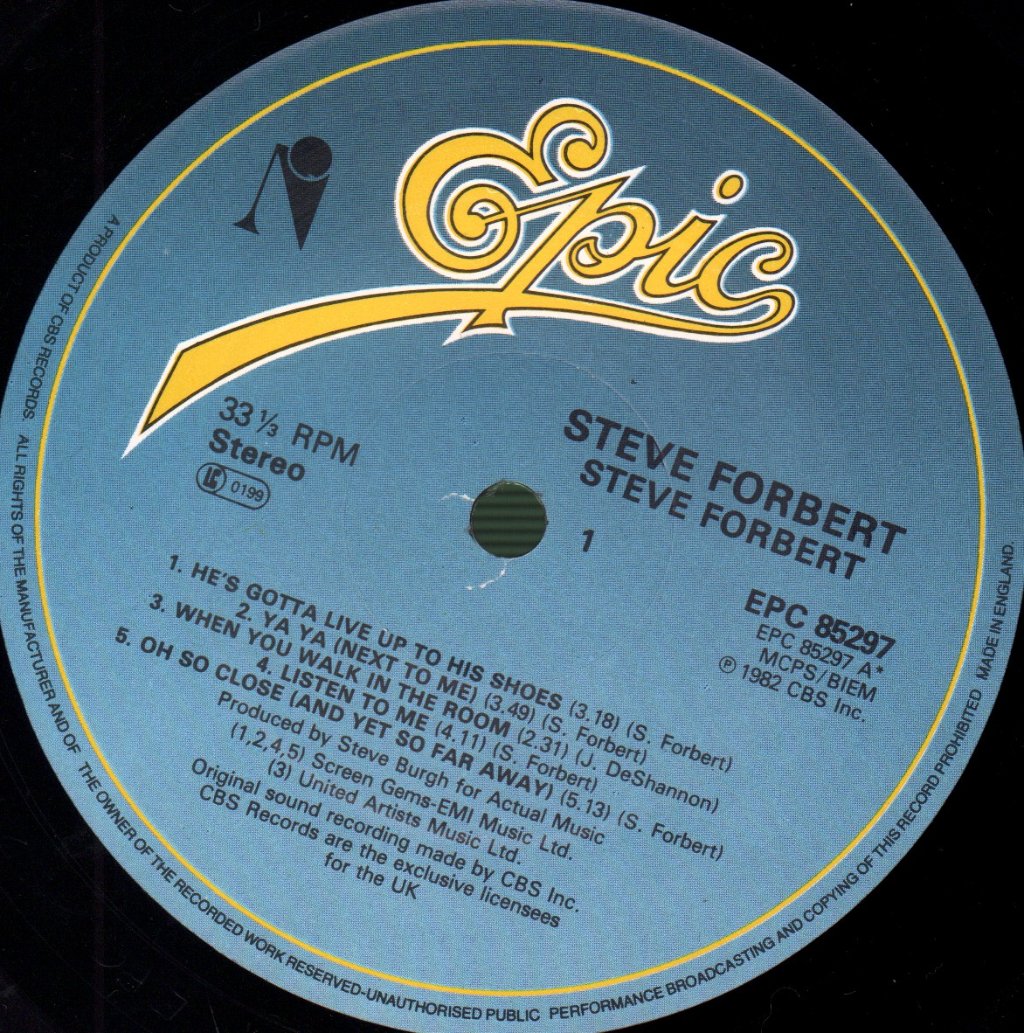 Epic
33 1/3 RPM
Stereo
0199
STEVE FORBERT
STEVE FORBERT
1
EPC 85297
EPC 85297 A*
MCPS/BIEM
Ⓟ 1982 CBS Inc.
1. HE'S GOTTA LIVE UP TO HIS SHOES (3.18) (S. Forbert)
2. YA YA (NEXT TO ME) (3.49) (S. Forbert)
3. WHEN YOU WALK IN THE ROOM (2.31) (J. DeShannon)
4. LISTEN TO ME (4.11) (S. Forbert)
5. OH SO CLOSE (AND YET SO FAR AWAY) (5.13) (S. Forbert)
Produced by Steve Burgh for Actual Music
(1,2,4,5) Screen Gems-EMI Music Ltd.
(3) United Artists Music Ltd.
Original sound recording made by CBS Inc.
CBS Records are the exclusive licensees
for the UK
A PRODUCT OF CBS RECORDS. ALL RIGHTS OF THE MANUFACTURER AND OF THE OWNER OF THE RECORDED WORK RESERVED-UNAUTHORISED PUBLIC PERFORMANCE BROADCASTING AND COPYING OF THIS RECORD PROHIBITED MADE IN ENGLAND.